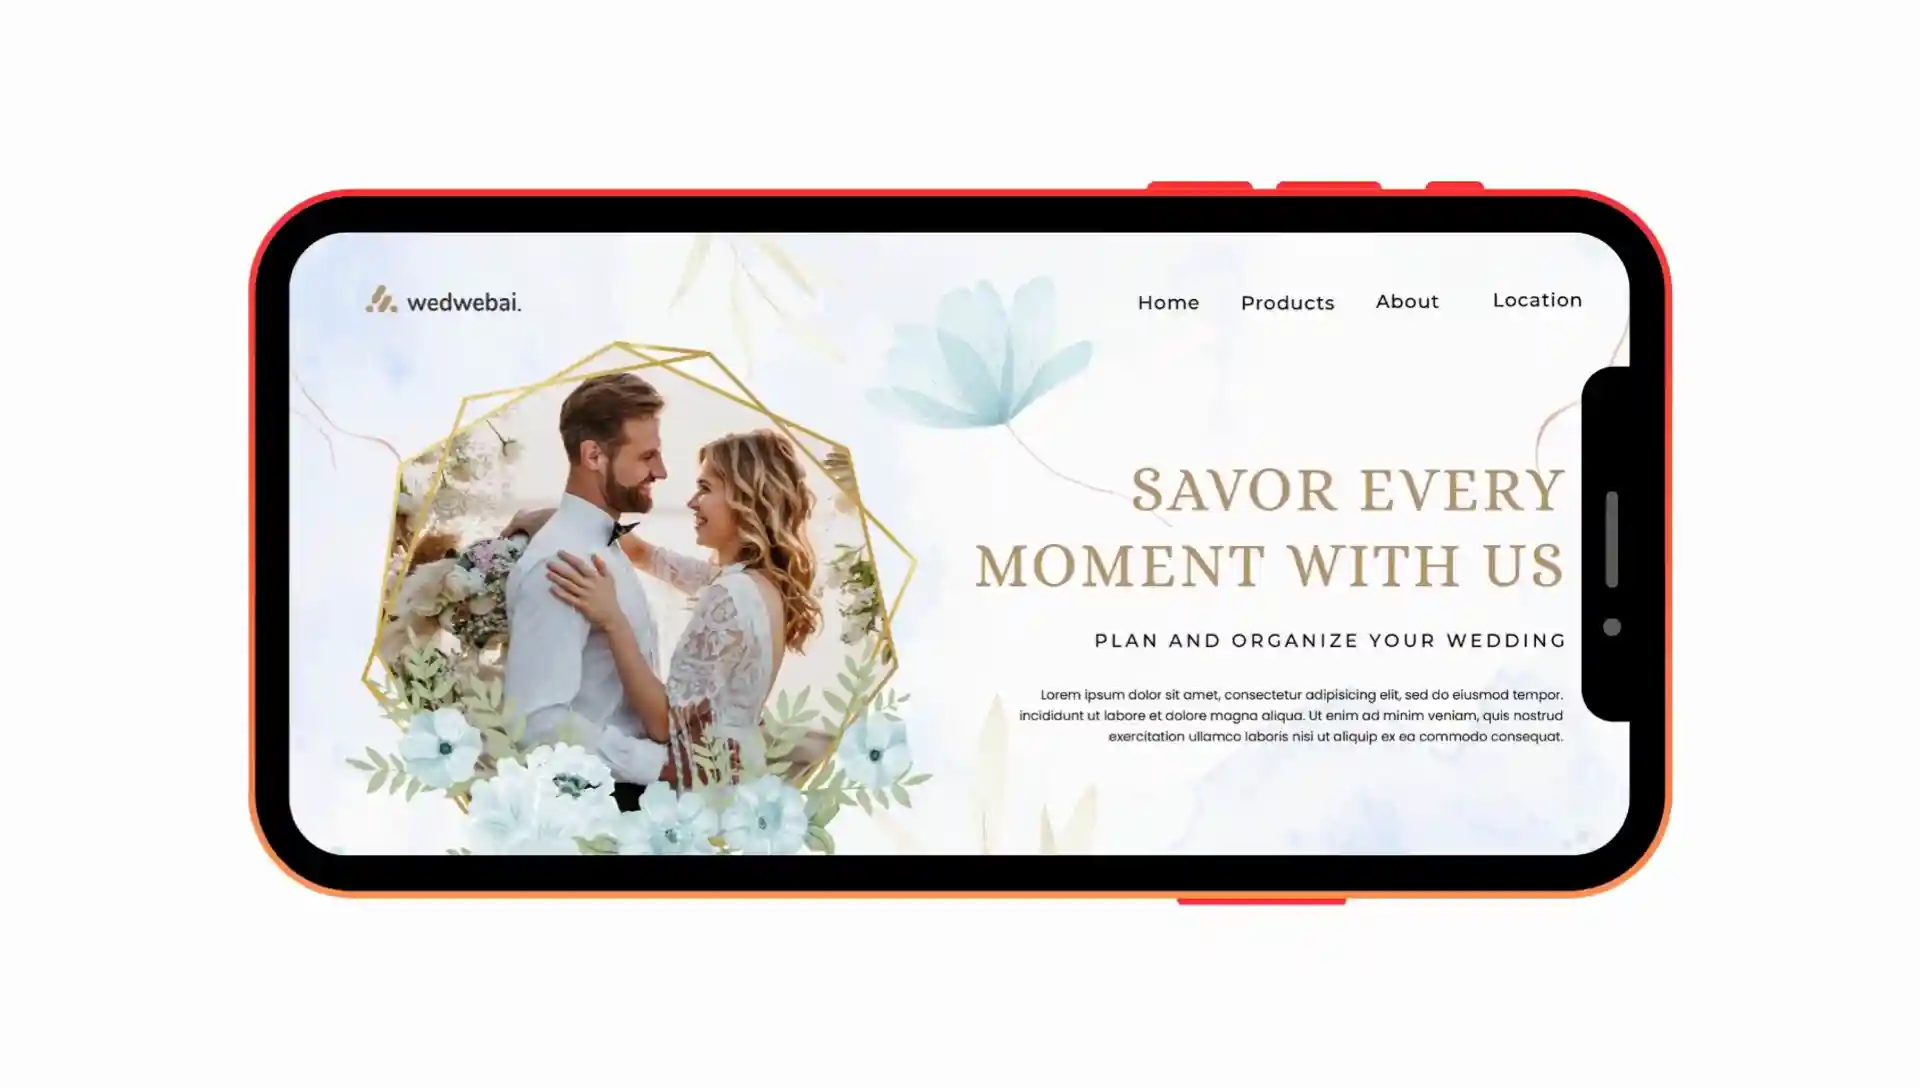 wedwebai.
Home Products About Location
SAVOR EVERY
MOMENT WITH US
PLAN AND ORGANIZE YOUR WEDDING
Lorem ipsum dolor sit amet, consectetur adipisicing elit, sed do eiusmod tempor.
incididunt ut labore et dolore magna aliqua. Ut enim ad minim veniam, quis nostrud
exercitation ullamco laboris nisi ut aliquip ex ea commodo consequat.